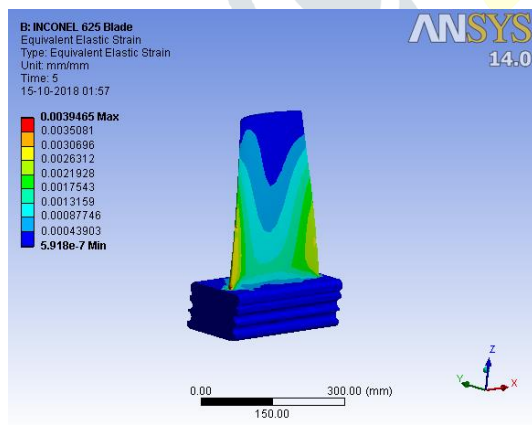 B: INCONEL 625 Blade
Equivalent Elastic Strain
Type: Equivalent Elastic Strain
Unit: mm/mm
Time: 5
15-10-2018 01:57
0.0039465 Max
0.0035081
0.0030696
0.0026312
0.0021928
0.0017543
0.0013159
0.00087746
0.00043903
5.918e-7 Min
ANSYS
14.0
0.00
300.00 (mm)
150.00
Z
Y
X